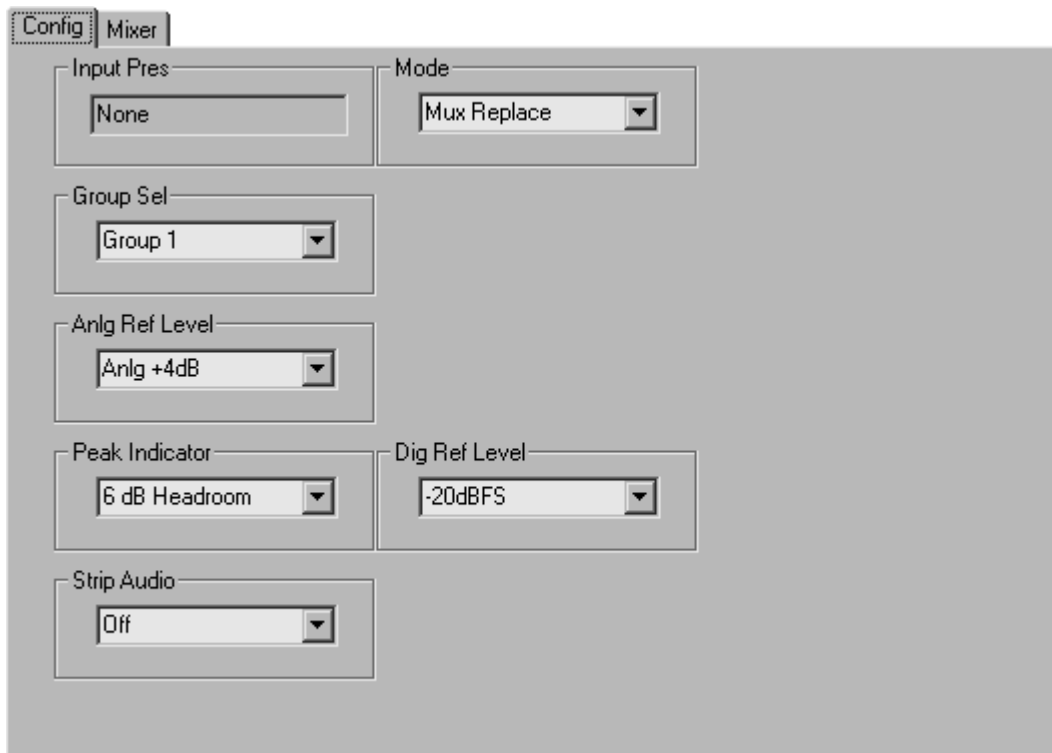 Config Mixer
Input Pres
None
Mode
Mux Replace
Group Sel
Group 1
Anlg Ref Level
Anlg +4dB
Peak Indicator
6 dB Headroom
Dig Ref Level
-20dBFS
Strip Audio
Off